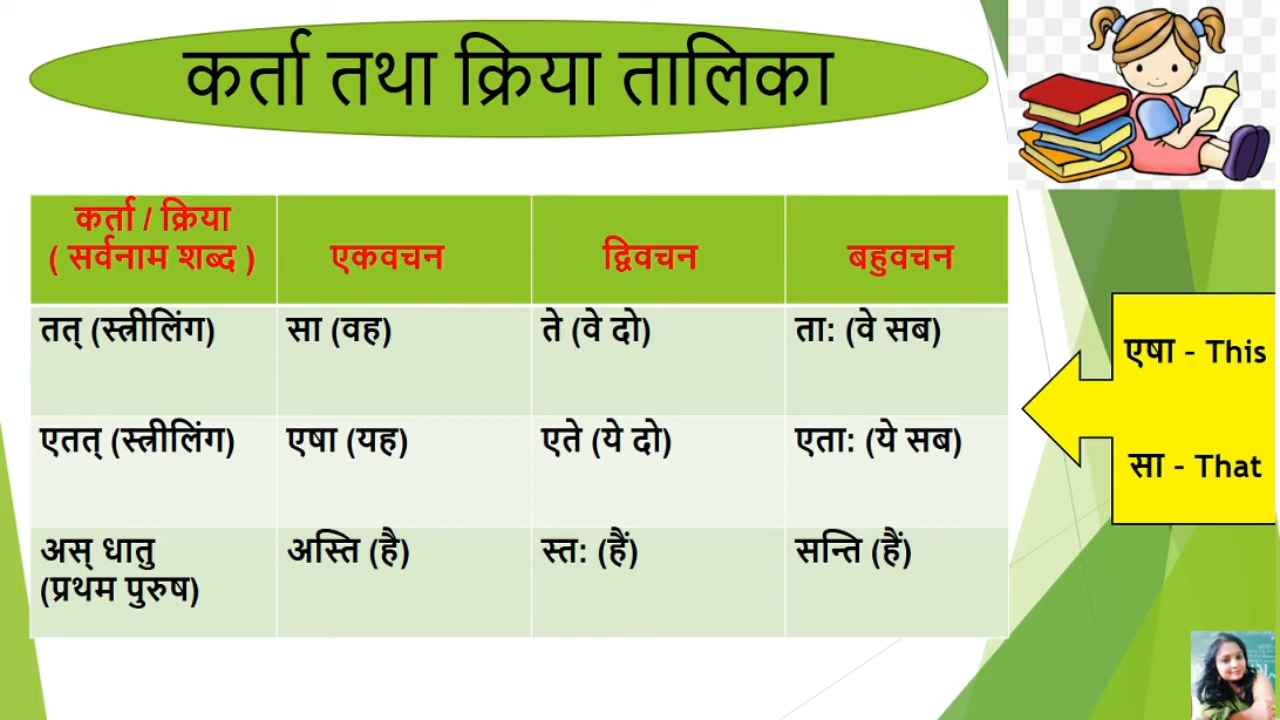 कर्ता तथा क्रिया तालिका
कर्ता / क्रिया
( सर्वनाम शब्द )
एकवचन
द्विवचन
बहुवचन
तत् (स्त्रीलिंग)
सा (वह)
ते (वे दो)
ता: (वे सब)
एतत् (स्त्रीलिंग)
एषा (यह)
एते (ये दो)
एता: (ये सब)
अस् धातु
(प्रथम पुरुष)
अस्ति (है)
स्त: (हैं)
सन्ति (हैं)
एषा - This
सा - That